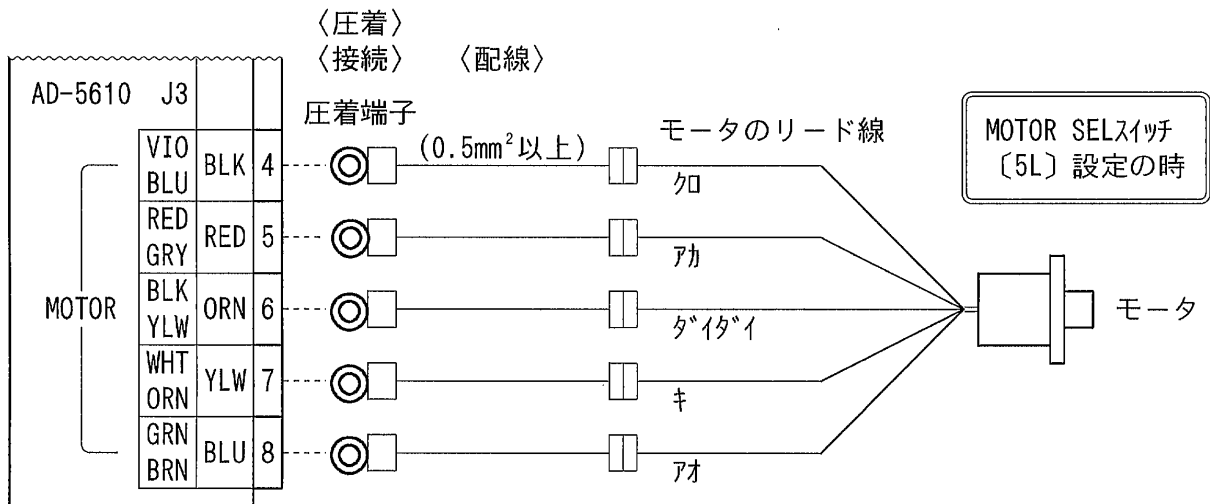 〈圧着〉
〈接続〉 〈配線〉
AD-5610 J3
圧着端子
(0.5mm²以上)
モータのリード線
MOTOR SELスイッチ
〔5L〕設定の時
VIO
BLU
BLK 4
クロ
RED
GRY
RED 5
アカ
MOTOR
BLK
YLW
ORN 6
ダイダイ
モータ
WHT
ORN
YLW 7
キ
GRN
BRN
BLU 8
アオ